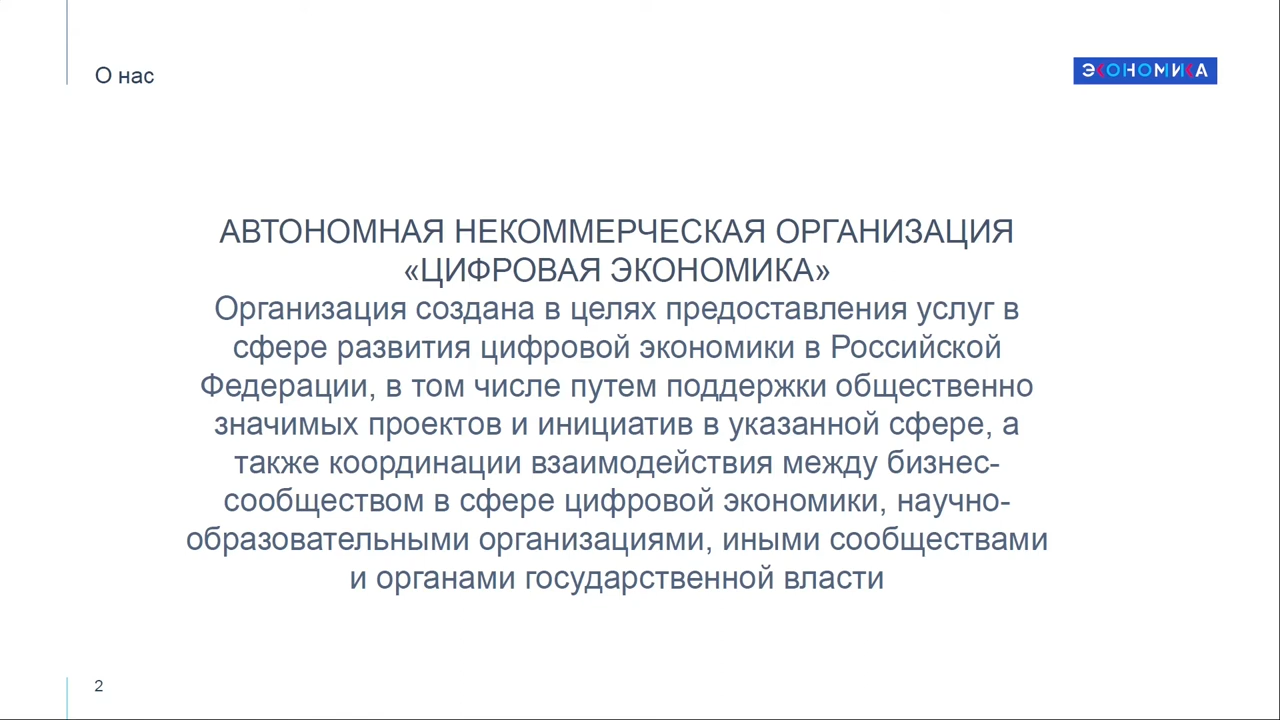 О нас
ЭКОНОМИКА
АВТОНОМНАЯ НЕКОММЕРЧЕСКАЯ ОРГАНИЗАЦИЯ
«ЦИФРОВАЯ ЭКОНОМИКА»
Организация создана в целях предоставления услуг в
сфере развития цифровой экономики в Российской
Федерации, в том числе путем поддержки общественно
значимых проектов и инициатив в указанной сфере, а
также координации взаимодействия между бизнес-
сообществом в сфере цифровой экономики, научно-
образовательными организациями, иными сообществами
и органами государственной власти
2